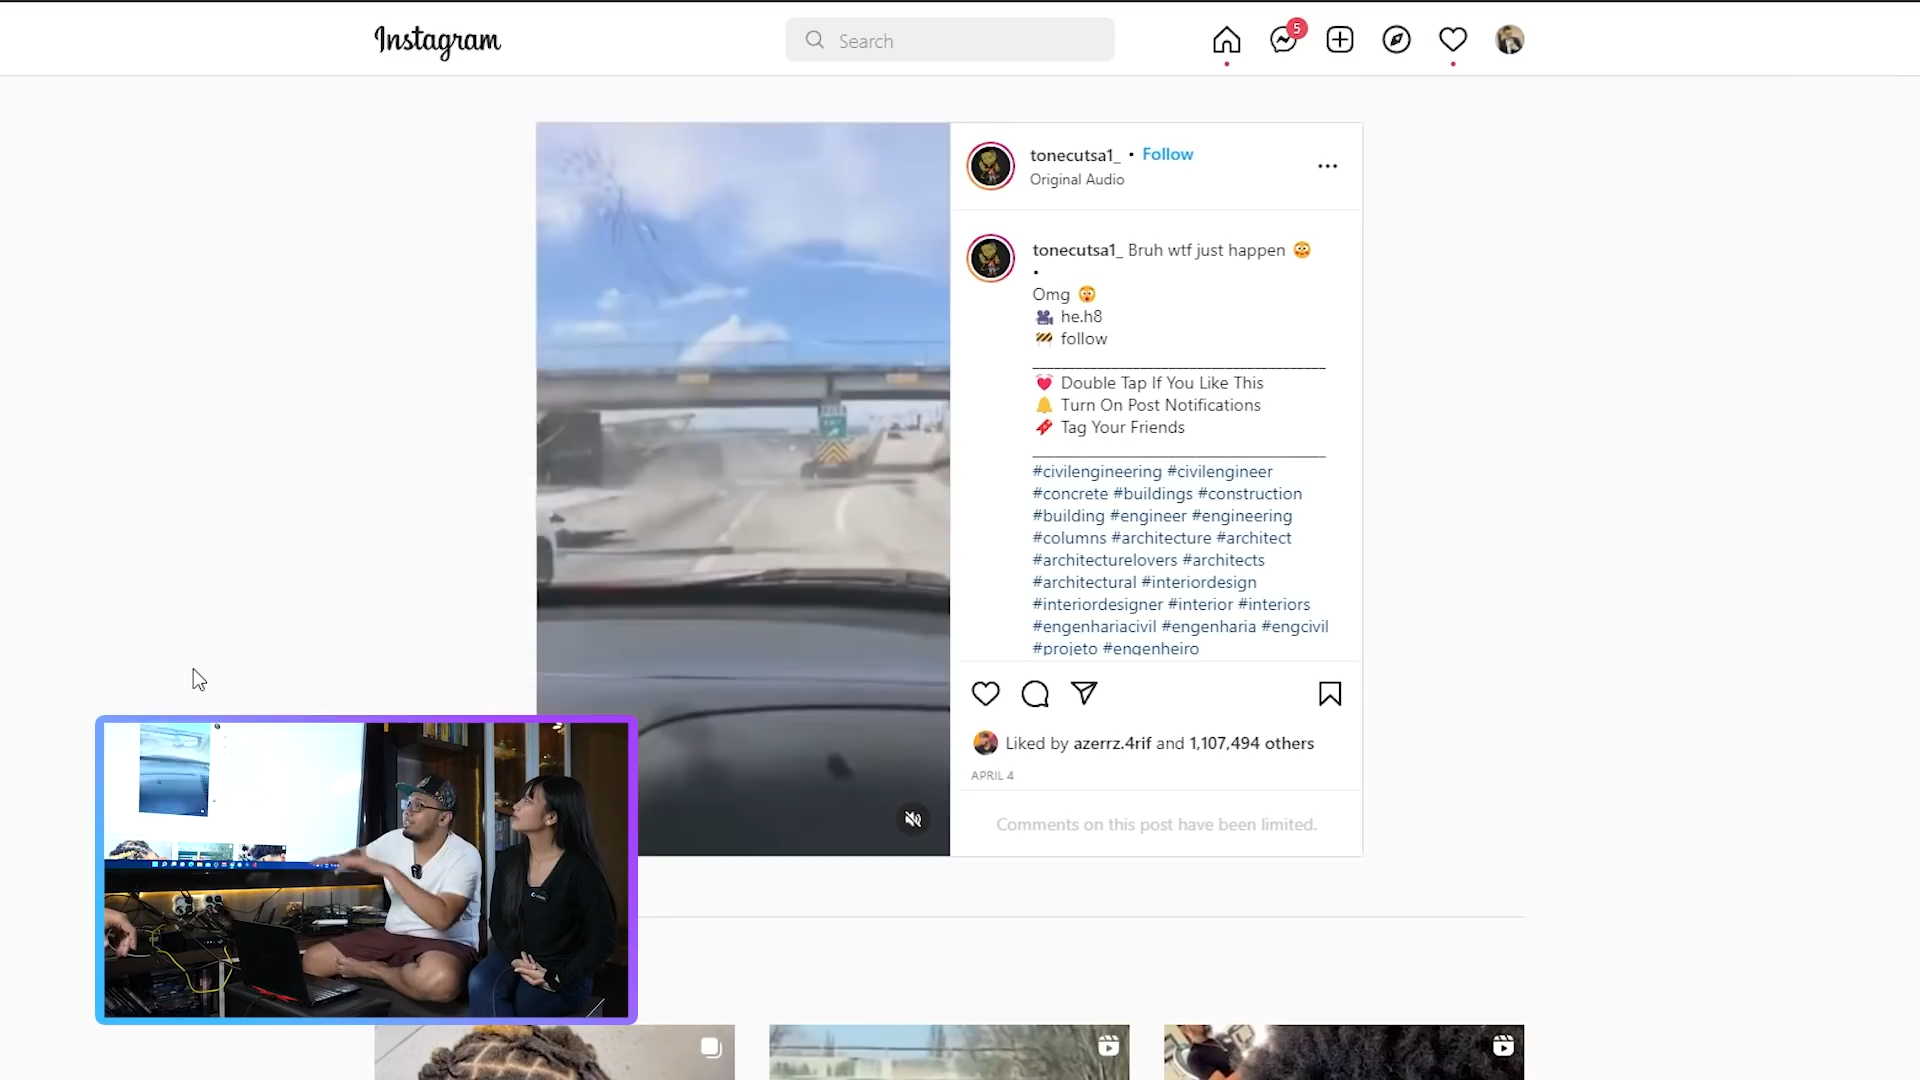 Instagram
Search
5
tonecutsa1_ • Follow
Original Audio
tonecutsa1_ Bruh wtf just happen 😳
•
Omg 😲
🎥 he.h8
🚧 follow
💓 Double Tap If You Like This
🔔 Turn On Post Notifications
🔖 Tag Your Friends
#civilengineering #civilengineer
#concrete #buildings #construction
#building #engineer #engineering
#columns #architecture #architect
#architecturelovers #architects
#architectural #interiordesign
#interiordesigner #interior #interiors
#engenhariacivil #engenharia #engcivil
#projeto #engenheiro
Liked by azerrz.4rif and 1,107,494 others
APRIL 4
Comments on this post have been limited.